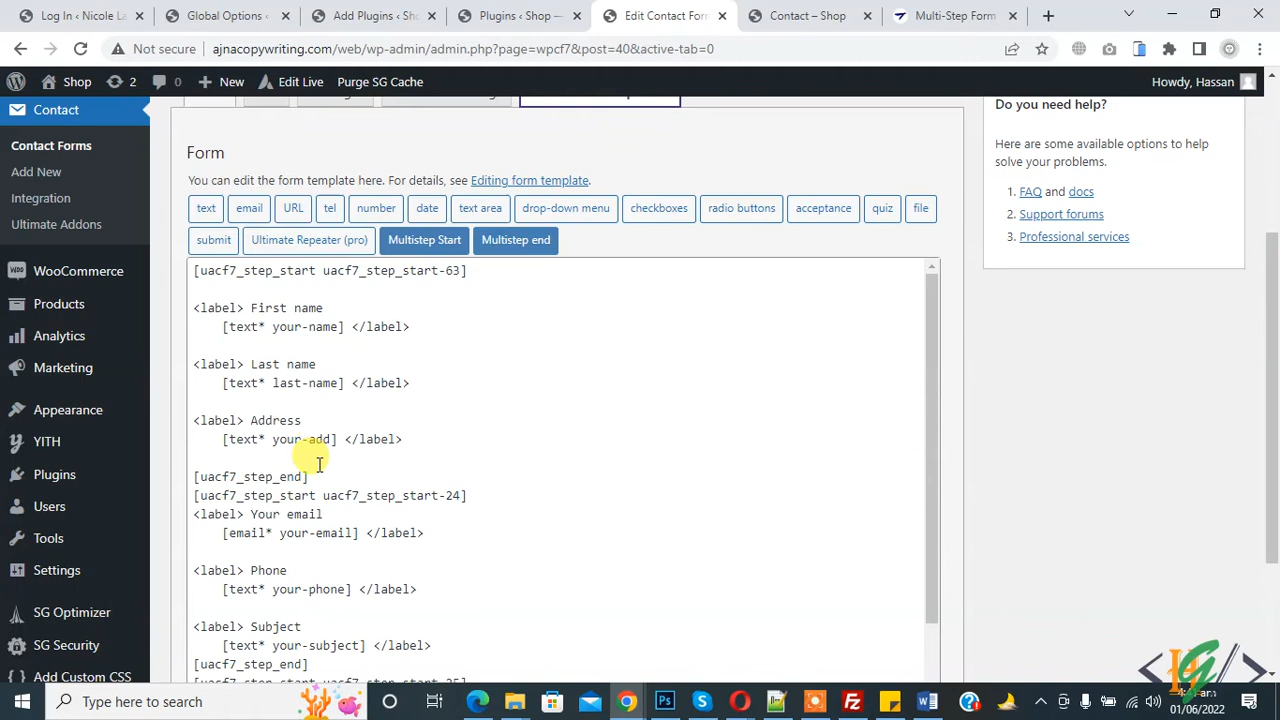 Log In ‹ Nicole La
Global Options ‹
Add Plugins ‹ Sho
Plugins ‹ Shop —
Edit Contact Form
Contact – Shop
Multi-Step Form
Not secure
ajnacopywriting.com/web/wp-admin/admin.php?page=wpcf7&post=40&active-tab=0
Shop
2
0
New
Edit Live
Purge SG Cache
Howdy, Hassan
Contact
Contact Forms
Add New
Integration
Ultimate Addons
WooCommerce
Products
Analytics
Marketing
Appearance
YITH
Plugins
Users
Tools
Settings
SG Optimizer
SG Security
Add Custom CSS
Form
You can edit the form template here. For details, see Editing form template.
text
email
URL
tel
number
date
text area
drop-down menu
checkboxes
radio buttons
acceptance
quiz
file
submit
Ultimate Repeater (pro)
Multistep Start
Multistep end
[uacf7_step_start uacf7_step_start-63]
<label> First name
[text* your-name] </label>
<label> Last name
[text* last-name] </label>
<label> Address
[text* your-add] </label>
[uacf7_step_end]
[uacf7_step_start uacf7_step_start-24]
<label> Your email
[email* your-email] </label>
<label> Phone
[text* your-phone] </label>
<label> Subject
[text* your-subject] </label>
[uacf7_step_end]
Do you need help?
Here are some available options to help
solve your problems.
1. FAQ and docs
2. Support forums
3. Professional services
Type here to search
01/06/2022